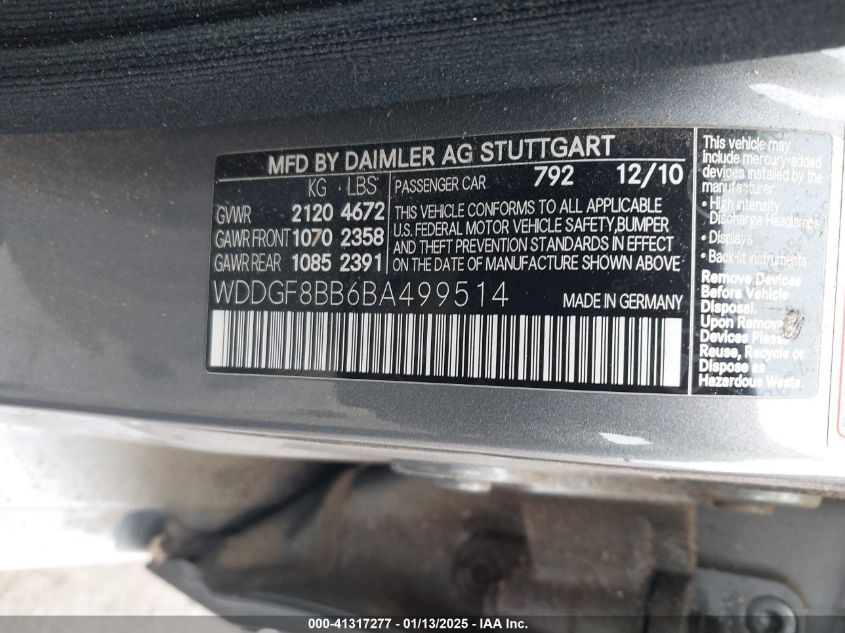 MFD BY DAIMLER AG STUTTGART
KG LBS
GVWR 2120 4672
GAWR FRONT 1070 2358
GAWR REAR 1085 2391
PASSENGER CAR 792 12/10
THIS VEHICLE CONFORMS TO ALL APPLICABLE
U.S. FEDERAL MOTOR VEHICLE SAFETY, BUMPER
AND THEFT PREVENTION STANDARDS IN EFFECT
ON THE DATE OF MANUFACTURE SHOWN ABOVE
WDDGF8BB6BA499514 MADE IN GERMANY
This vehicle may
include mercury-added
devices installed by the
manufacturer:
• High intensity
Discharge Headlamps
• Displays
• Back-lit instruments
Remove Devices
Before Vehicle
Disposal.
Upon Removal
Devices Please
Reuse, Recycle or
Dispose as
Hazardous Waste.
000-41317277 - 01/13/2025 - IAAI, Inc.